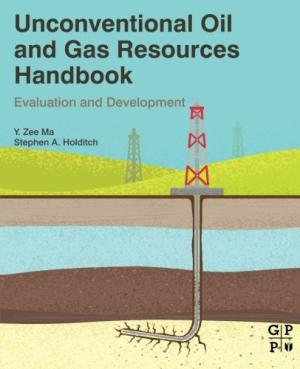 Unconventional Oil
and Gas Resources
Handbook
Evaluation and Development
Y. Zee Ma
Stephen A. Holditch
G P
P